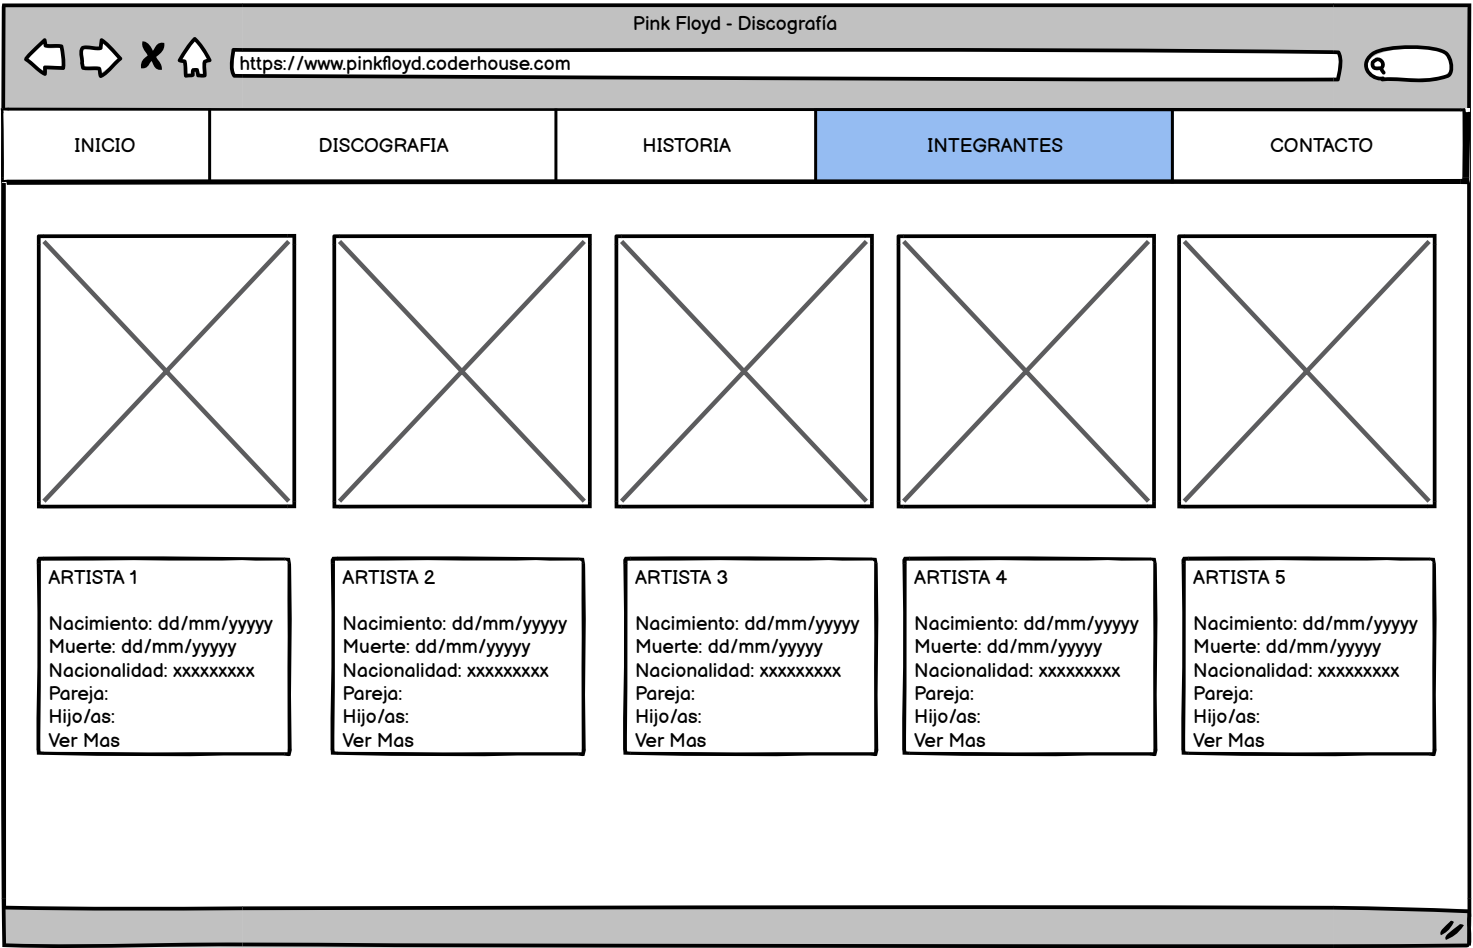 Pink Floyd - Discografía
https://www.pinkfloyd.coderhouse.com
INICIO
DISCOGRAFIA
HISTORIA
INTEGRANTES
CONTACTO
ARTISTA 1
Nacimiento: dd/mm/yyyyy
Muerte: dd/mm/yyyyy
Nacionalidad: xxxxxxxxx
Pareja:
Hijo/as:
Ver Mas
ARTISTA 2
Nacimiento: dd/mm/yyyyy
Muerte: dd/mm/yyyyy
Nacionalidad: xxxxxxxxx
Pareja:
Hijo/as:
Ver Mas
ARTISTA 3
Nacimiento: dd/mm/yyyyy
Muerte: dd/mm/yyyyy
Nacionalidad: xxxxxxxxx
Pareja:
Hijo/as:
Ver Mas
ARTISTA 4
Nacimiento: dd/mm/yyyyy
Muerte: dd/mm/yyyyy
Nacionalidad: xxxxxxxxx
Pareja:
Hijo/as:
Ver Mas
ARTISTA 5
Nacimiento: dd/mm/yyyyy
Muerte: dd/mm/yyyyy
Nacionalidad: xxxxxxxxx
Pareja:
Hijo/as:
Ver Mas